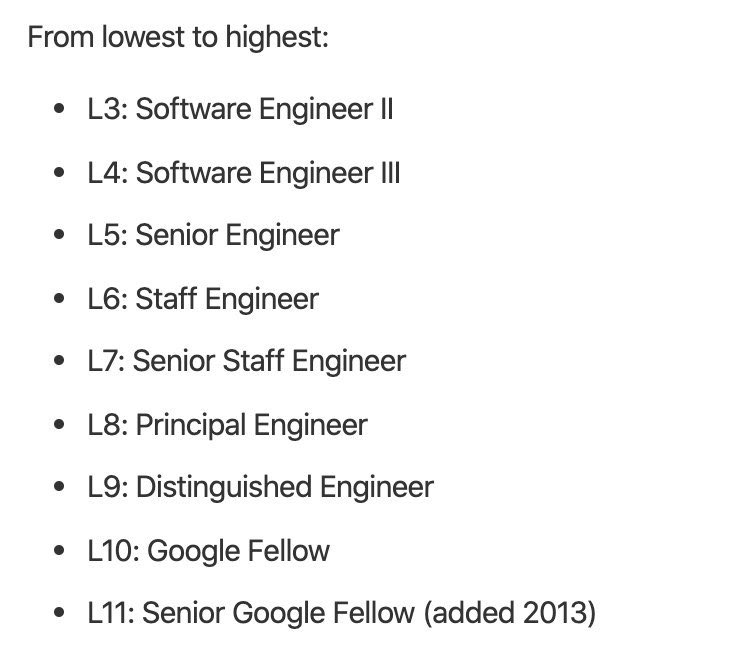 From lowest to highest:
• L3: Software Engineer II
• L4: Software Engineer III
• L5: Senior Engineer
• L6: Staff Engineer
• L7: Senior Staff Engineer
• L8: Principal Engineer
• L9: Distinguished Engineer
• L10: Google Fellow
• L11: Senior Google Fellow (added 2013)